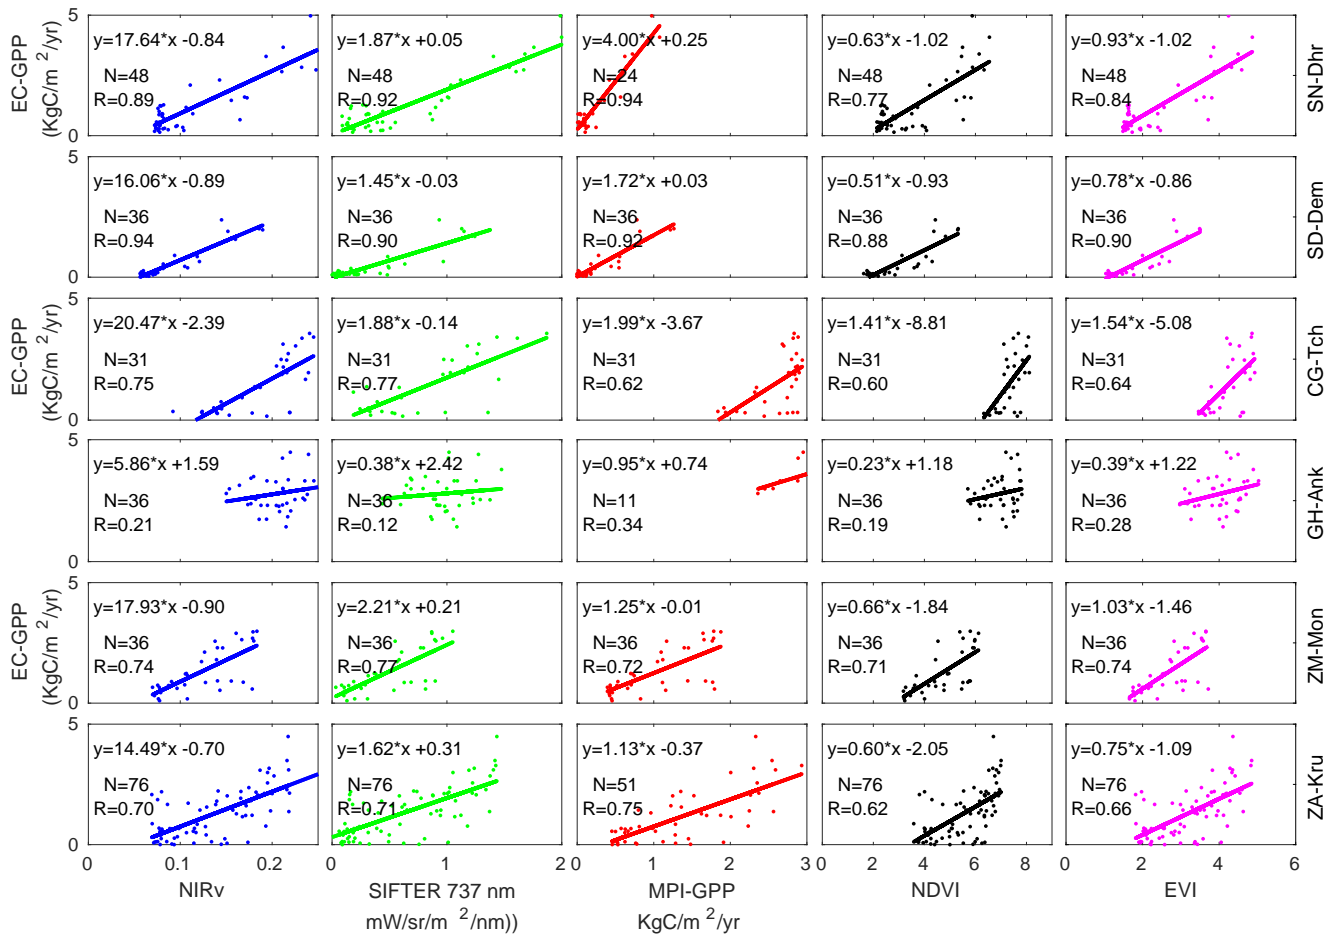 5
EC-GPP
(KgC/m 2/yr)
0
y=17.64*x -0.84
N=48
R=0.89
y=1.87*x +0.05
N=48
R=0.92
y=4.00*x +0.25
N=24
R=0.94
y=0.63*x -1.02
N=48
R=0.77
y=0.93*x -1.02
N=48
R=0.84
SN-Dhr
5
0
y=16.06*x -0.89
N=36
R=0.94
y=1.45*x -0.03
N=36
R=0.90
y=1.72*x +0.03
N=36
R=0.92
y=0.51*x -0.93
N=36
R=0.88
y=0.78*x -0.86
N=36
R=0.90
SD-Dem
5
EC-GPP
(KgC/m 2/yr)
0
y=20.47*x -2.39
N=31
R=0.75
y=1.88*x -0.14
N=31
R=0.77
y=1.99*x -3.67
N=31
R=0.62
y=1.41*x -8.81
N=31
R=0.60
y=1.54*x -5.08
N=31
R=0.64
CG-Tch
5
0
y=5.86*x +1.59
N=36
R=0.21
y=0.38*x +2.42
N=36
R=0.12
y=0.95*x +0.74
N=11
R=0.34
y=0.23*x +1.18
N=36
R=0.19
y=0.39*x +1.22
N=36
R=0.28
GH-Ank
5
EC-GPP
(KgC/m 2/yr)
0
y=17.93*x -0.90
N=36
R=0.74
y=2.21*x +0.21
N=36
R=0.77
y=1.25*x -0.01
N=36
R=0.72
y=0.66*x -1.84
N=36
R=0.71
y=1.03*x -1.46
N=36
R=0.74
ZM-Mon
5
0
y=14.49*x -0.70
N=76
R=0.70
y=1.62*x +0.31
N=76
R=0.71
y=1.13*x -0.37
N=51
R=0.75
y=0.60*x -2.05
N=76
R=0.62
y=0.75*x -1.09
N=76
R=0.66
ZA-Kru
0 0.1 0.2
NIRv
0 1 2
SIFTER 737 nm
mW/sr/m 2/nm))
0 1 2 3
MPI-GPP
KgC/m 2/yr
0 2 4 6 8
NDVI
0 2 4 6
EVI